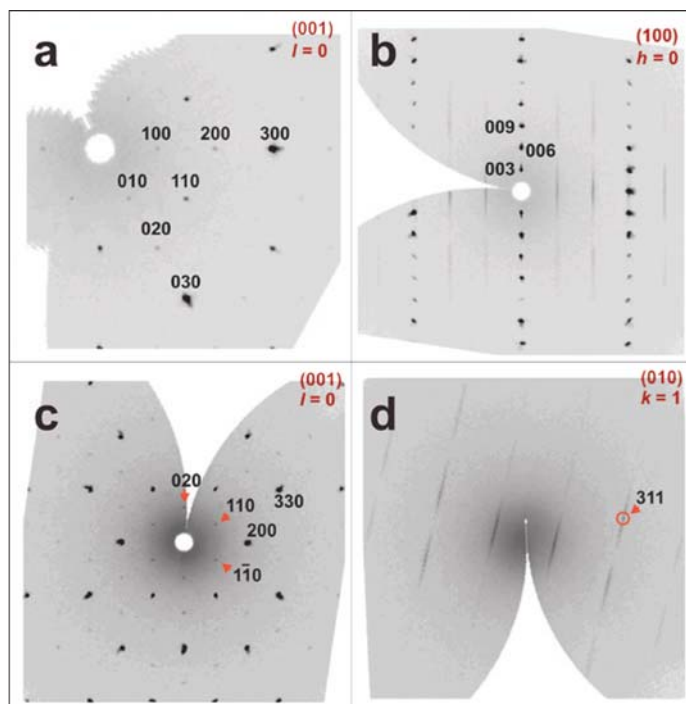 a
(001)
l = 0
100 200 300
010 110
020
030
b
(100)
h = 0
009
006
003
c
(001)
l = 0
020
110 330
200
11̄0
d
(010)
k = 1
311